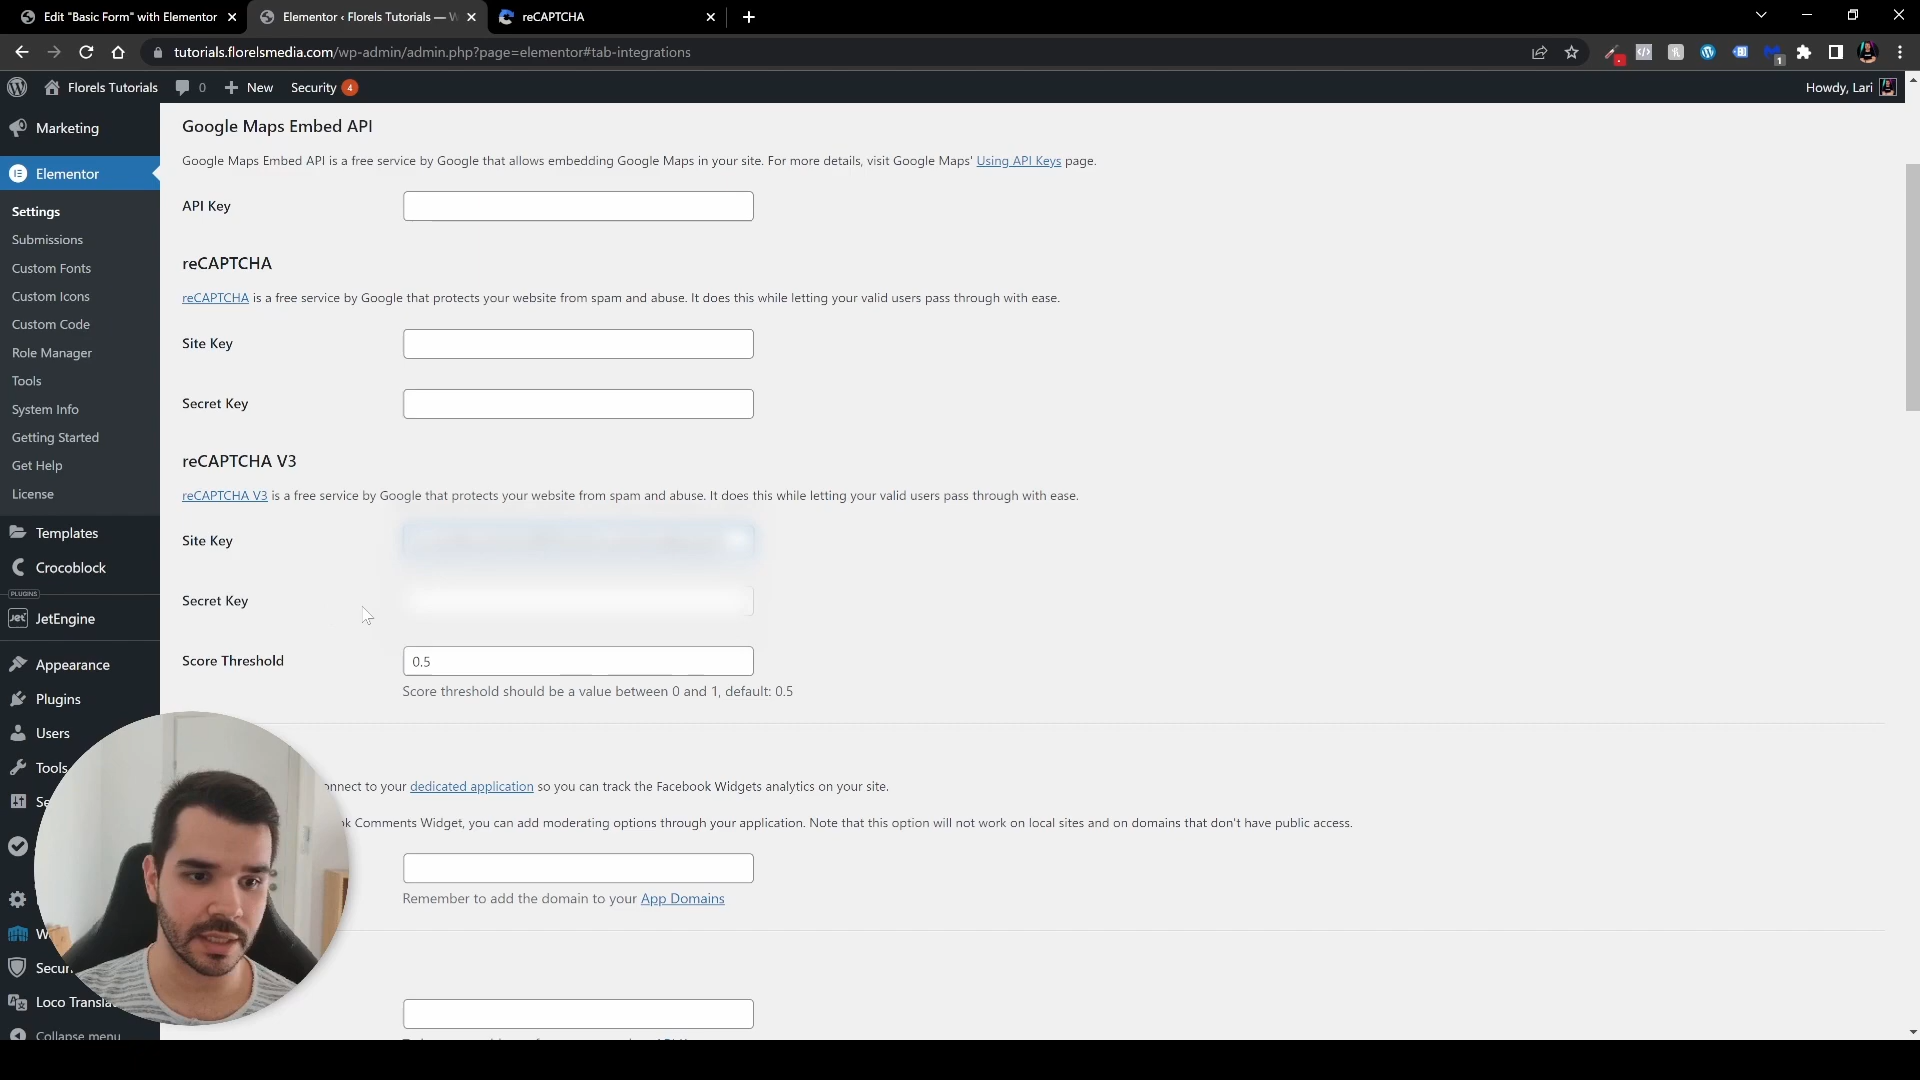 Edit "Basic Form" with Elementor
Elementor ‹ Florels Tutorials — W
reCAPTCHA
tutorials.florelsmedia.com/wp-admin/admin.php?page=elementor#tab-integrations
1
Florels Tutorials
0
New
Security 4
Howdy, Lari
Marketing
Elementor
Settings
Submissions
Custom Fonts
Custom Icons
Custom Code
Role Manager
Tools
System Info
Getting Started
Get Help
License
Templates
Crocoblock
PLUGINS
Jet JetEngine
Appearance
Plugins
Users
Tools
Se
W
Secur
Loco Transla
Collapse menu
Google Maps Embed API
Google Maps Embed API is a free service by Google that allows embedding Google Maps in your site. For more details, visit Google Maps' Using API Keys page.
API Key
reCAPTCHA
reCAPTCHA is a free service by Google that protects your website from spam and abuse. It does this while letting your valid users pass through with ease.
Site Key
Secret Key
reCAPTCHA V3
reCAPTCHA V3 is a free service by Google that protects your website from spam and abuse. It does this while letting your valid users pass through with ease.
Site Key
Secret Key
Score Threshold
0.5
Score threshold should be a value between 0 and 1, default: 0.5
nnect to your dedicated application so you can track the Facebook Widgets analytics on your site.
k Comments Widget, you can add moderating options through your application. Note that this option will not work on local sites and on domains that don't have public access.
Remember to add the domain to your App Domains